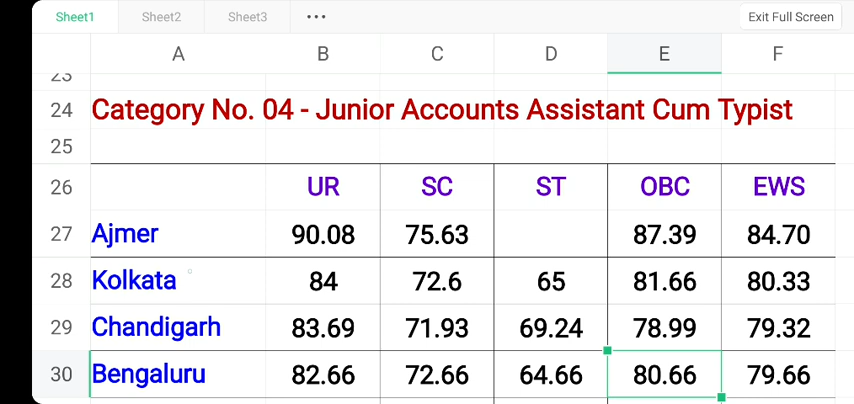 Sheet1 Sheet2 Sheet3 ••• Exit Full Screen
A B C D E F
23
24 Category No. 04 - Junior Accounts Assistant Cum Typist
25
26 UR SC ST OBC EWS
27 Ajmer 90.08 75.63 87.39 84.70
28 Kolkata 84 72.6 65 81.66 80.33
29 Chandigarh 83.69 71.93 69.24 78.99 79.32
30 Bengaluru 82.66 72.66 64.66 80.66 79.66